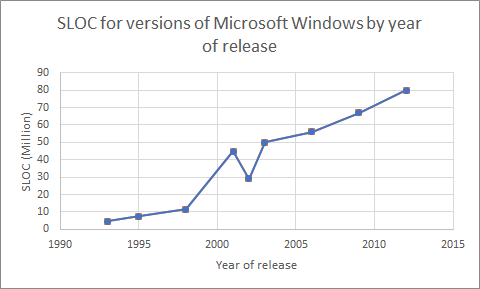 SLOC for versions of Microsoft Windows by year
of release
90
80
70
60
50
40
30
20
10
0
SLOC (Million)
1990 1995 2000 2005 2010 2015
Year of release